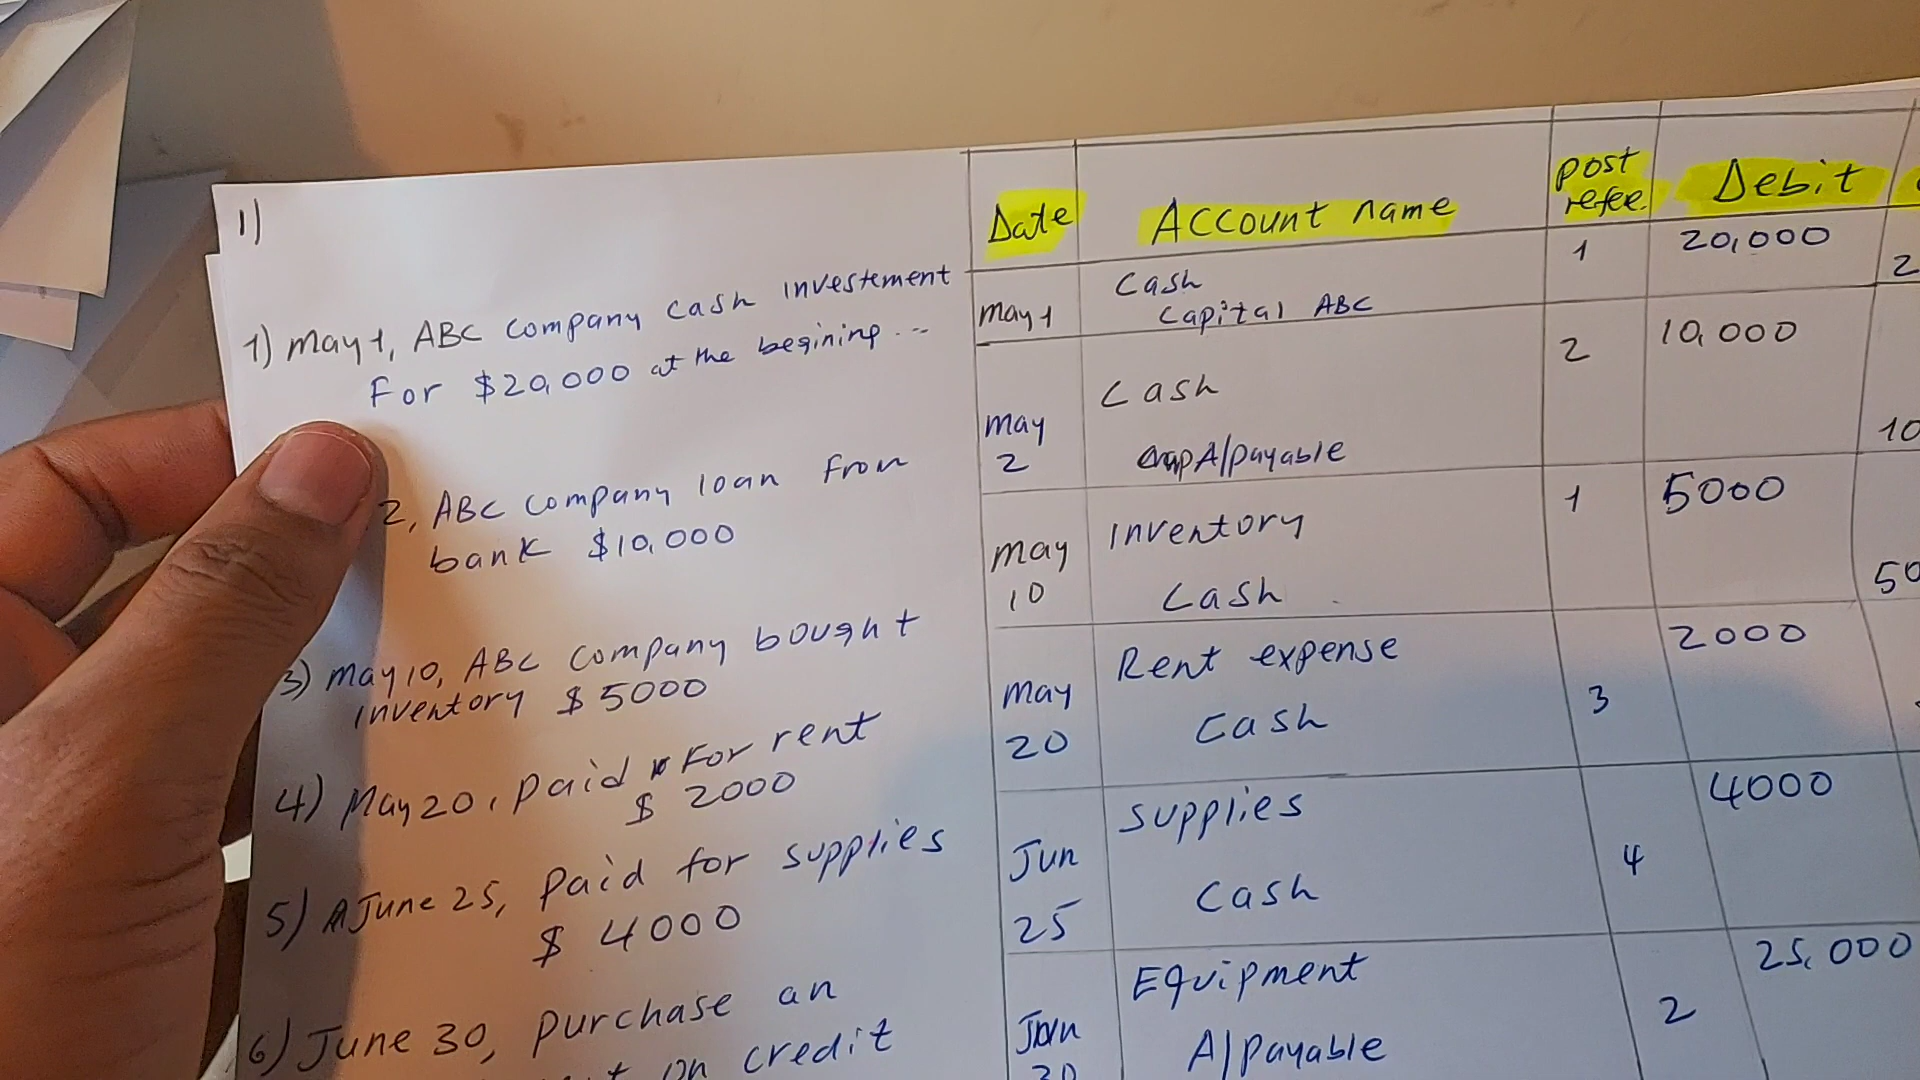 1)
1) May 1, ABC Company Cash investement
For $20,000 at the begining ...
2, ABC Company loan from
bank $10,000
3) May 10, ABC Company bought
inventory $5000
4) May 20, Paid For rent
$ 2000
5) June 25, Paid for supplies
$ 4000
6) June 30, Purchase an
on credit
Date Account name Post refee. Debit
May 1 Cash 1 20,000
Capital ABC 2
May 2 Cash 2 10,000
A/payable 10
May 10 Inventory 1 5000
Cash 50
May 20 Rent expense 3 2000
Cash
Jun 25 Supplies 4 4000
Cash
Jun 30 Equipment 2 25,000
A/payable